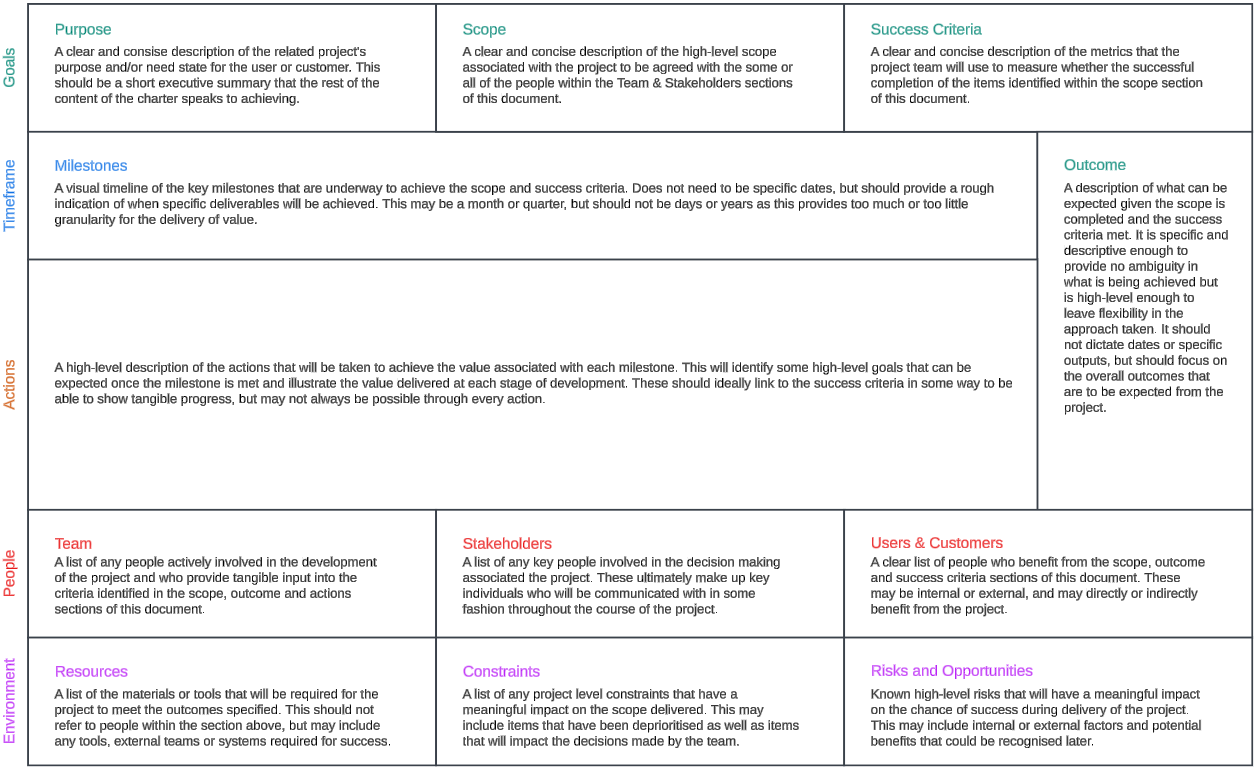 Goals
Purpose
A clear and consise description of the related project's
purpose and/or need state for the user or customer. This
should be a short executive summary that the rest of the
content of the charter speaks to achieving.
Scope
A clear and concise description of the high-level scope
associated with the project to be agreed with the some or
all of the people within the Team & Stakeholders sections
of this document.
Success Criteria
A clear and concise description of the metrics that the
project team will use to measure whether the successful
completion of the items identified within the scope section
of this document.
Timeframe
Milestones
A visual timeline of the key milestones that are underway to achieve the scope and success criteria. Does not need to be specific dates, but should provide a rough
indication of when specific deliverables will be achieved. This may be a month or quarter, but should not be days or years as this provides too much or too little
granularity for the delivery of value.
Outcome
A description of what can be
expected given the scope is
completed and the success
criteria met. It is specific and
descriptive enough to
provide no ambiguity in
what is being achieved but
is high-level enough to
leave flexibility in the
approach taken. It should
not dictate dates or specific
outputs, but should focus on
the overall outcomes that
are to be expected from the
project.
Actions
A high-level description of the actions that will be taken to achieve the value associated with each milestone. This will identify some high-level goals that can be
expected once the milestone is met and illustrate the value delivered at each stage of development. These should ideally link to the success criteria in some way to be
able to show tangible progress, but may not always be possible through every action.
People
Team
A list of any people actively involved in the development
of the project and who provide tangible input into the
criteria identified in the scope, outcome and actions
sections of this document.
Stakeholders
A list of any key people involved in the decision making
associated the project. These ultimately make up key
individuals who will be communicated with in some
fashion throughout the course of the project.
Users & Customers
A clear list of people who benefit from the scope, outcome
and success criteria sections of this document. These
may be internal or external, and may directly or indirectly
benefit from the project.
Environment
Resources
A list of the materials or tools that will be required for the
project to meet the outcomes specified. This should not
refer to people within the section above, but may include
any tools, external teams or systems required for success.
Constraints
A list of any project level constraints that have a
meaningful impact on the scope delivered. This may
include items that have been deprioritised as well as items
that will impact the decisions made by the team.
Risks and Opportunities
Known high-level risks that will have a meaningful impact
on the chance of success during delivery of the project.
This may include internal or external factors and potential
benefits that could be recognised later.